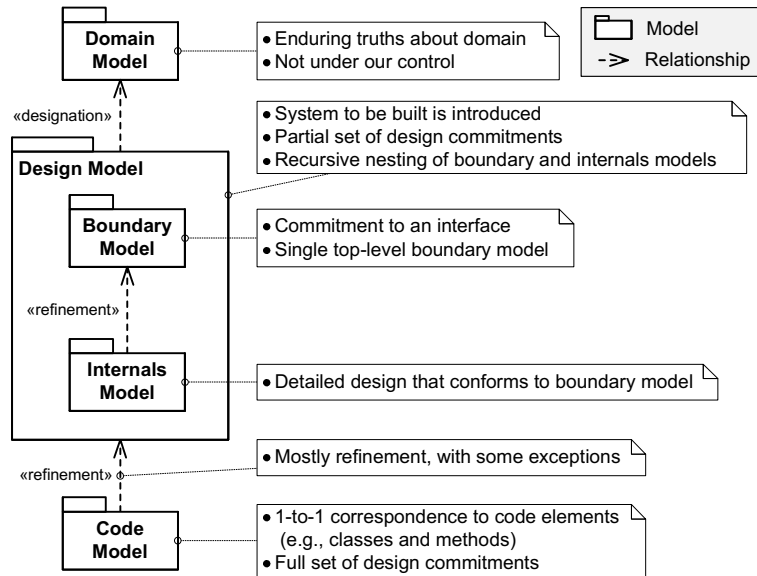 Domain
Model
• Enduring truths about domain
• Not under our control
Model
Relationship
«designation»
• System to be built is introduced
• Partial set of design commitments
• Recursive nesting of boundary and internals models
Design Model
Boundary
Model
• Commitment to an interface
• Single top-level boundary model
«refinement»
Internals
Model
• Detailed design that conforms to boundary model
«refinement»
• Mostly refinement, with some exceptions
Code
Model
• 1-to-1 correspondence to code elements
(e.g., classes and methods)
• Full set of design commitments